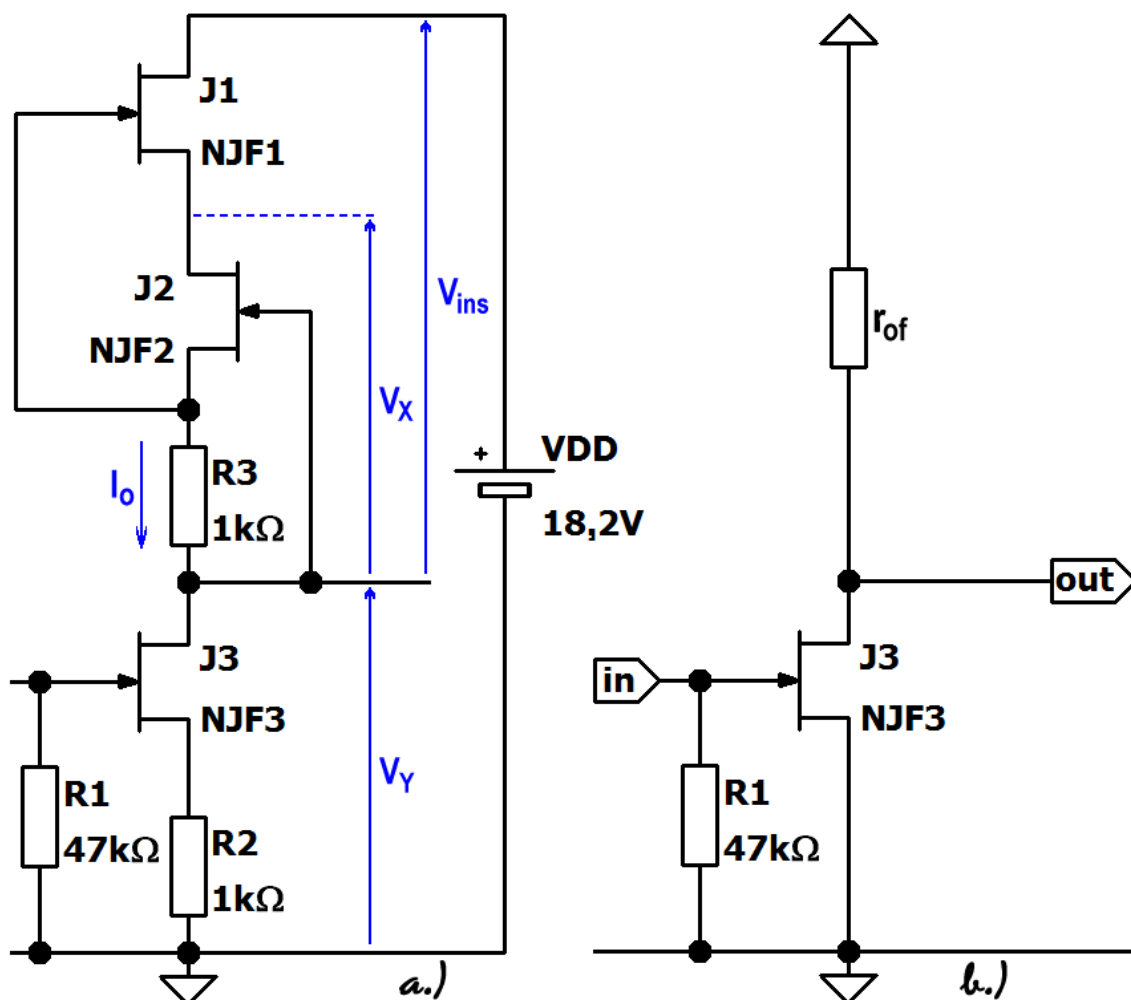 J1
NJF1
J2
NJF2
Vins
VX
Io
R3
1kΩ
+
VDD
18,2V
J3
NJF3
R1
47kΩ
R2
1kΩ
VY
a.)
rof
out
in
J3
NJF3
R1
47kΩ
b.)